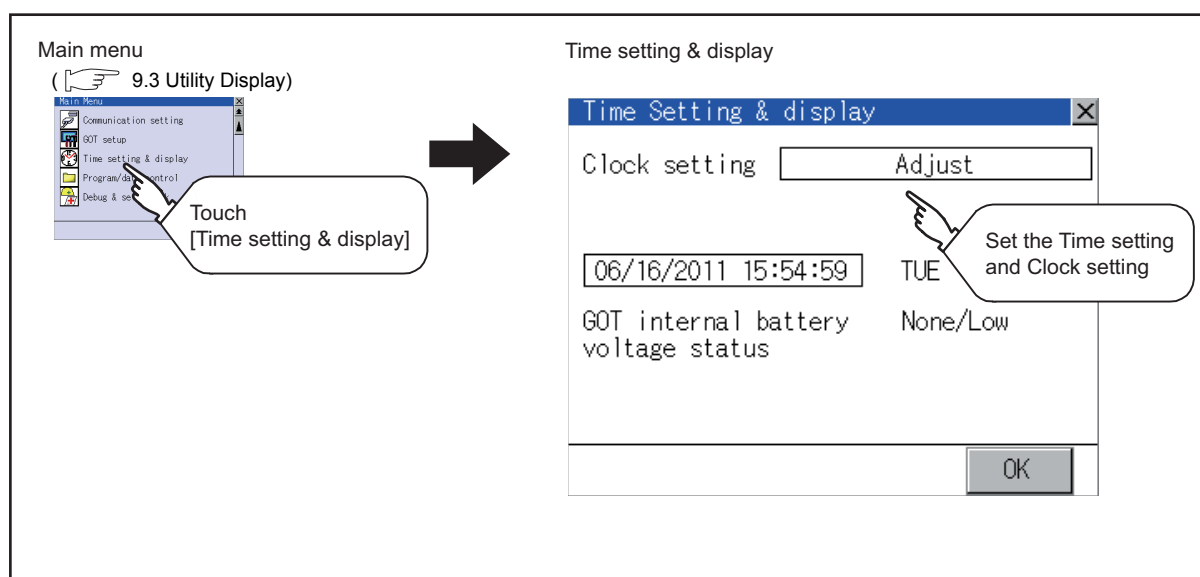 Main menu
( 9.3 Utility Display)
Main Menu
Communication setting
GOT setup
Time setting & display
Program/data control
Debug & se
Touch
[Time setting & display]
Time setting & display
Time Setting & display
Clock setting Adjust
Set the Time setting
and Clock setting
06/16/2011 15:54:59 TUE
GOT internal battery None/Low
voltage status
OK